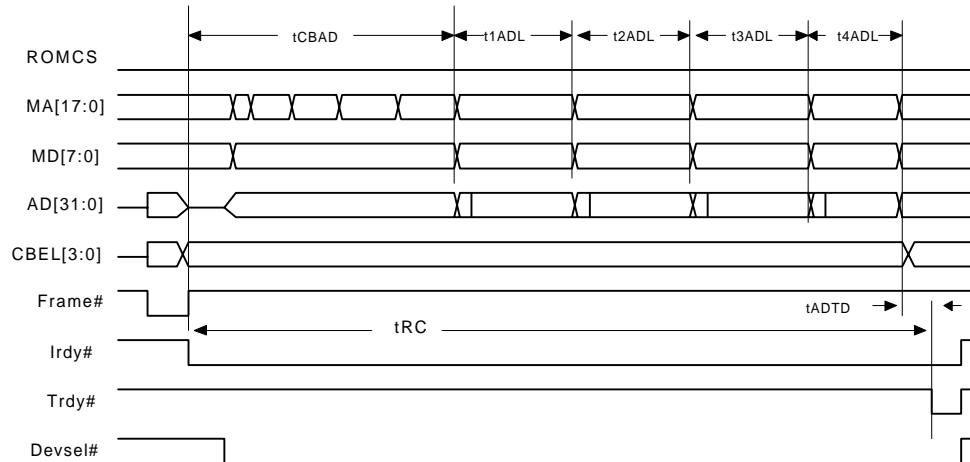 tCBAD t1ADL t2ADL t3ADL t4ADL
ROMCS
MA[17:0]
MD[7:0]
AD[31:0]
CBEL[3:0]
Frame#
tADTD
tRC
Irdy#
Trdy#
Devsel#